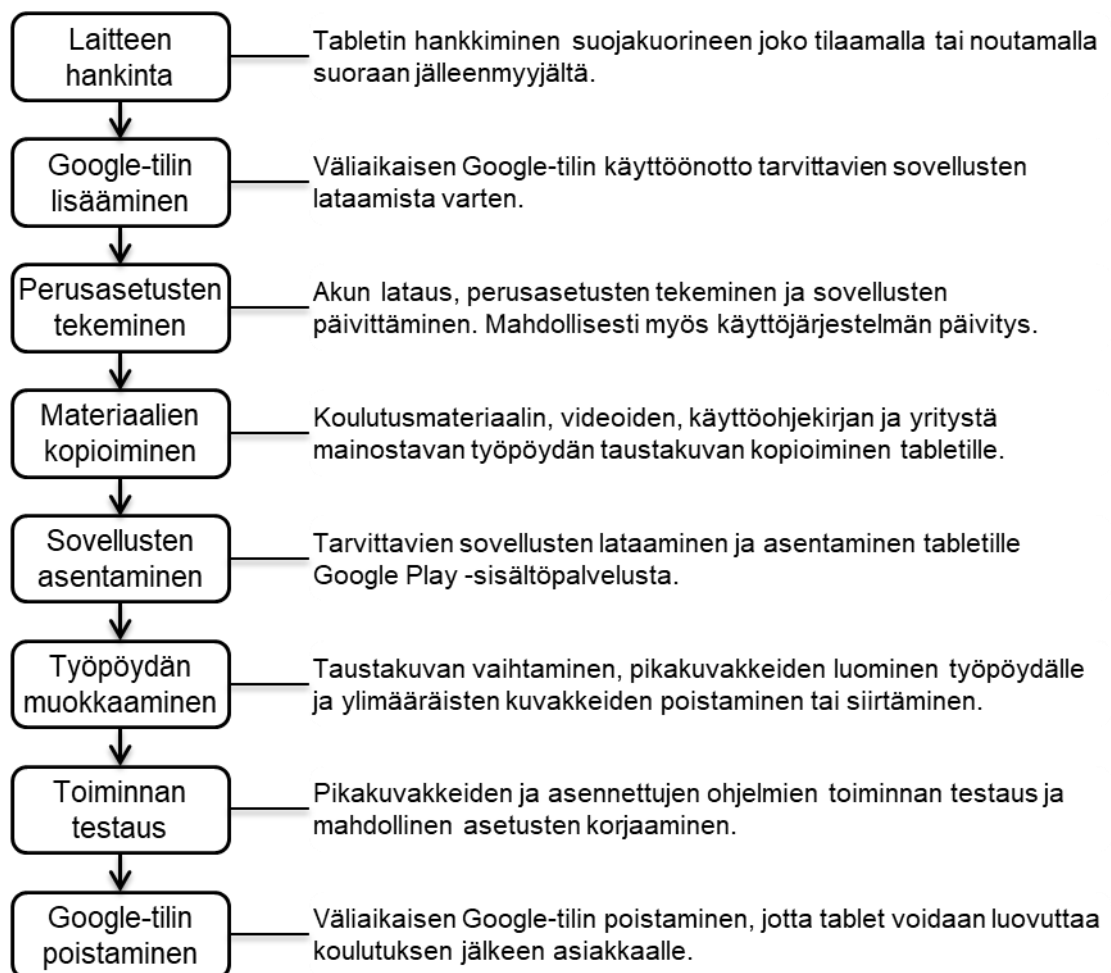 Laitteen
hankinta
Tabletin hankkiminen suojakuorineen joko tilaamalla tai noutamalla
suoraan jälleenmyyjältä.
Google-tilin
lisääminen
Väliaikaisen Google-tilin käyttöönotto tarvittavien sovellusten
lataamista varten.
Perusasetusten
tekeminen
Akun lataus, perusasetusten tekeminen ja sovellusten
päivittäminen. Mahdollisesti myös käyttöjärjestelmän päivitys.
Materiaalien
kopioiminen
Koulutusmateriaalin, videoiden, käyttöohjekirjan ja yritystä
mainostavan työpöydän taustakuvan kopioiminen tabletille.
Sovellusten
asentaminen
Tarvittavien sovellusten lataaminen ja asentaminen tabletille
Google Play -sisältöpalvelusta.
Työpöydän
muokkaaminen
Taustakuvan vaihtaminen, pikakuvakkeiden luominen työpöydälle
ja ylimääräisten kuvakkeiden poistaminen tai siirtäminen.
Toiminnan
testaus
Pikakuvakkeiden ja asennettujen ohjelmien toiminnan testaus ja
mahdollinen asetusten korjaaminen.
Google-tilin
poistaminen
Väliaikaisen Google-tilin poistaminen, jotta tablet voidaan luovuttaa
koulutuksen jälkeen asiakkaalle.